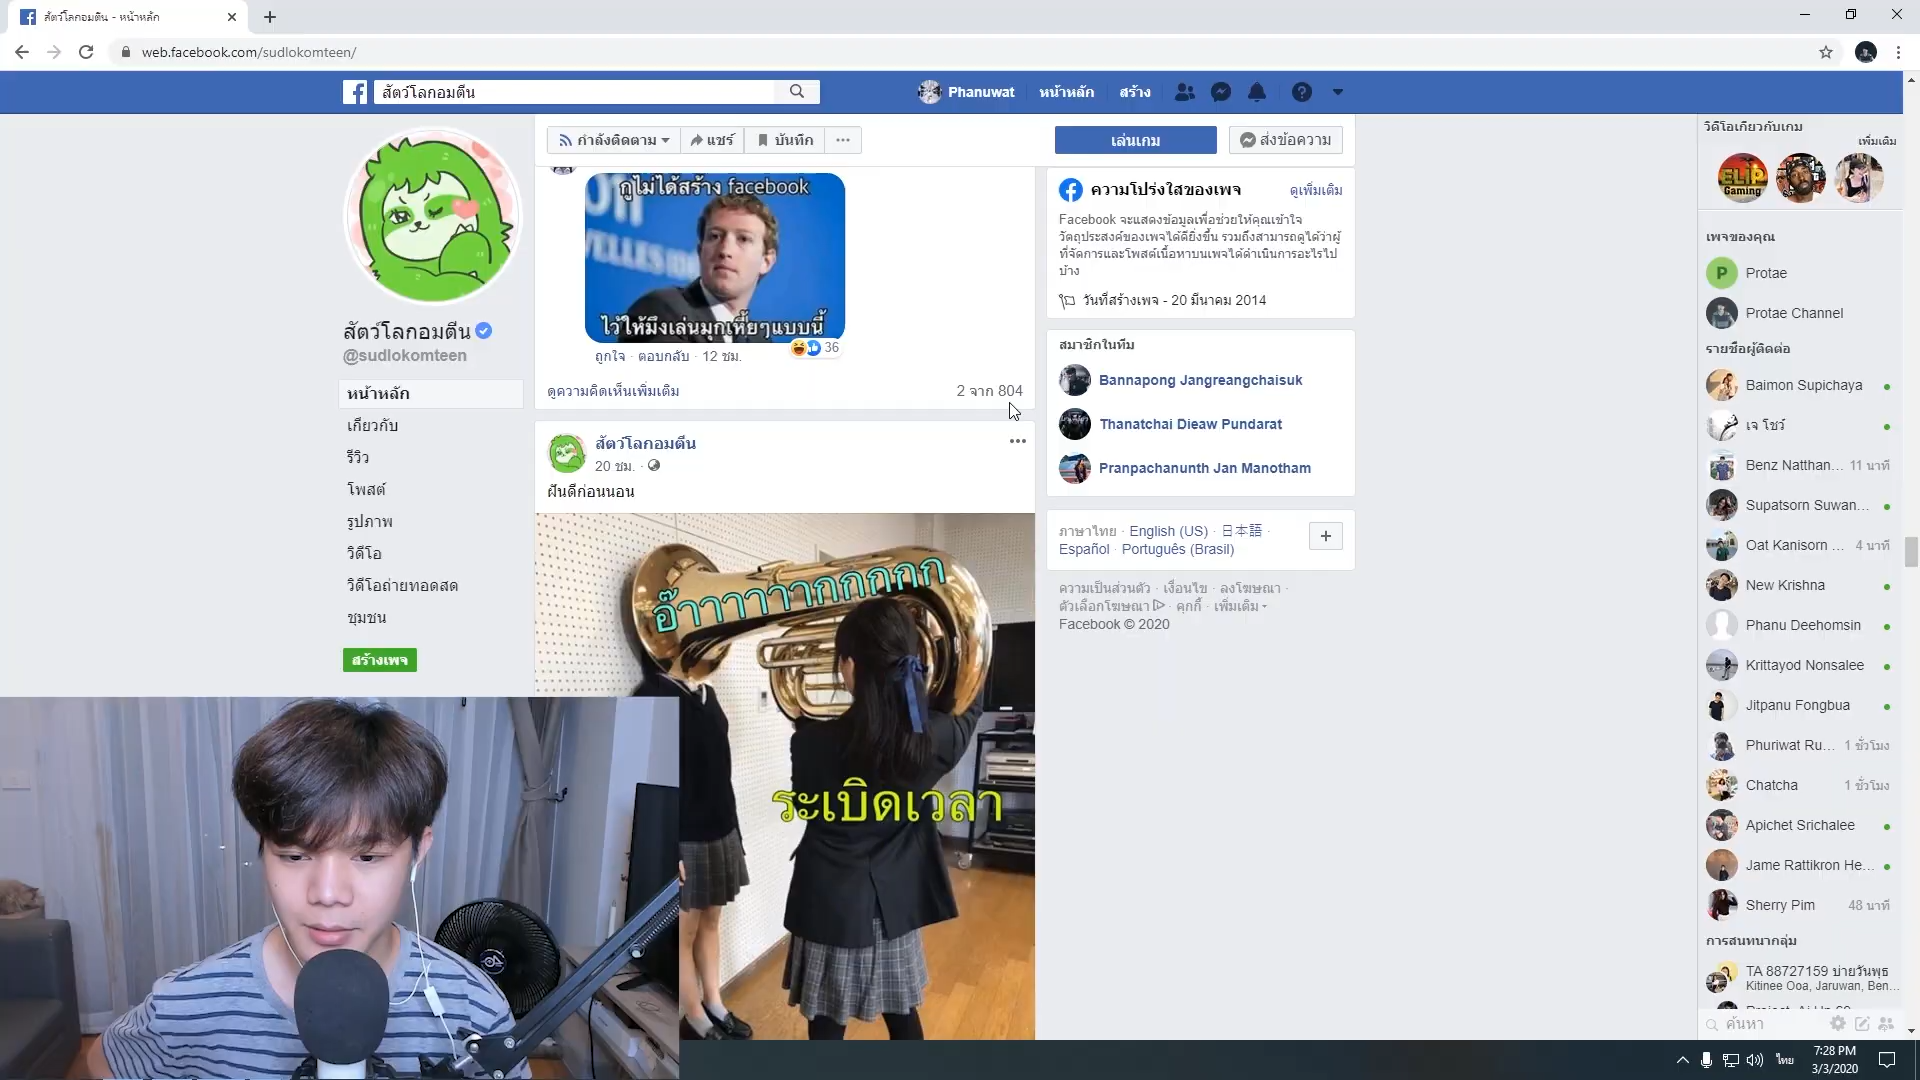 สัตว์โลกอมตีน - หน้าหลัก
web.facebook.com/sudlokomteen/
สัตว์โลกอมตีน
Phanuwat
หน้าหลัก
สร้าง
กำลังติดตาม
แชร์
บันทึก
เล่นเกม
ส่งข้อความ
สัตว์โลกอมตีน
@sudlokomteen
หน้าหลัก
เกี่ยวกับ
รีวิว
โพสต์
รูปภาพ
วิดีโอ
วิดีโอถ่ายทอดสด
ชุมชน
สร้างเพจ
กูไม่ได้สร้าง facebook
ไว้ให้มึงเล่นมุกเหี้ยๆแบบนี้
36
ถูกใจ · ตอบกลับ · 12 ชม.
ดูความคิดเห็นเพิ่มเติม
2 จาก 804
สัตว์โลกอมตีน
20 ชม. ·
ฝันดีก่อนนอน
อ๊าาาาาากกกกก
ระเบิดเวลา
ความโปร่งใสของเพจ
ดูเพิ่มเติม
Facebook จะแสดงข้อมูลเพื่อช่วยให้คุณเข้าใจ
วัตถุประสงค์ของเพจได้ดียิ่งขึ้น รวมถึงสามารถดูได้ว่าผู้
ที่จัดการและโพสต์เนื้อหาบนเพจได้ดำเนินการอะไรไป
บ้าง
วันที่สร้างเพจ - 20 มีนาคม 2014
สมาชิกในทีม
Bannapong Jangreangchaisuk
Thanatchai Dieaw Pundarat
Pranpachanunth Jan Manotham
ภาษาไทย · English (US) · 日本語 ·
Español · Português (Brasil)
ความเป็นส่วนตัว · เงื่อนไข · ลงโฆษณา ·
ตัวเลือกโฆษณา · คุกกี้ · เพิ่มเติม
Facebook © 2020
วิดีโอเกี่ยวกับเกม
เพิ่มเติม
ELiP
Gaming
เพจของคุณ
P
Protae
Protae Channel
รายชื่อผู้ติดต่อ
Baimon Supichaya
เจ โชว์
Benz Natthan... 11 นาที
Supatsorn Suwan...
Oat Kanisorn ... 4 นาที
New Krishna
Phanu Deehomsin
Krittayod Nonsalee
Jitpanu Fongbua
Phuriwat Ru... 1 ชั่วโมง
Chatcha 1 ชั่วโมง
Apichet Srichalee
Jame Rattikron He...
Sherry Pim 48 นาที
การสนทนากลุ่ม
TA 88727159 บ่ายวันพุธ
Kitinee Ooa, Jaruwan, Ben...
ค้นหา
ไทย
7:28 PM
3/3/2020